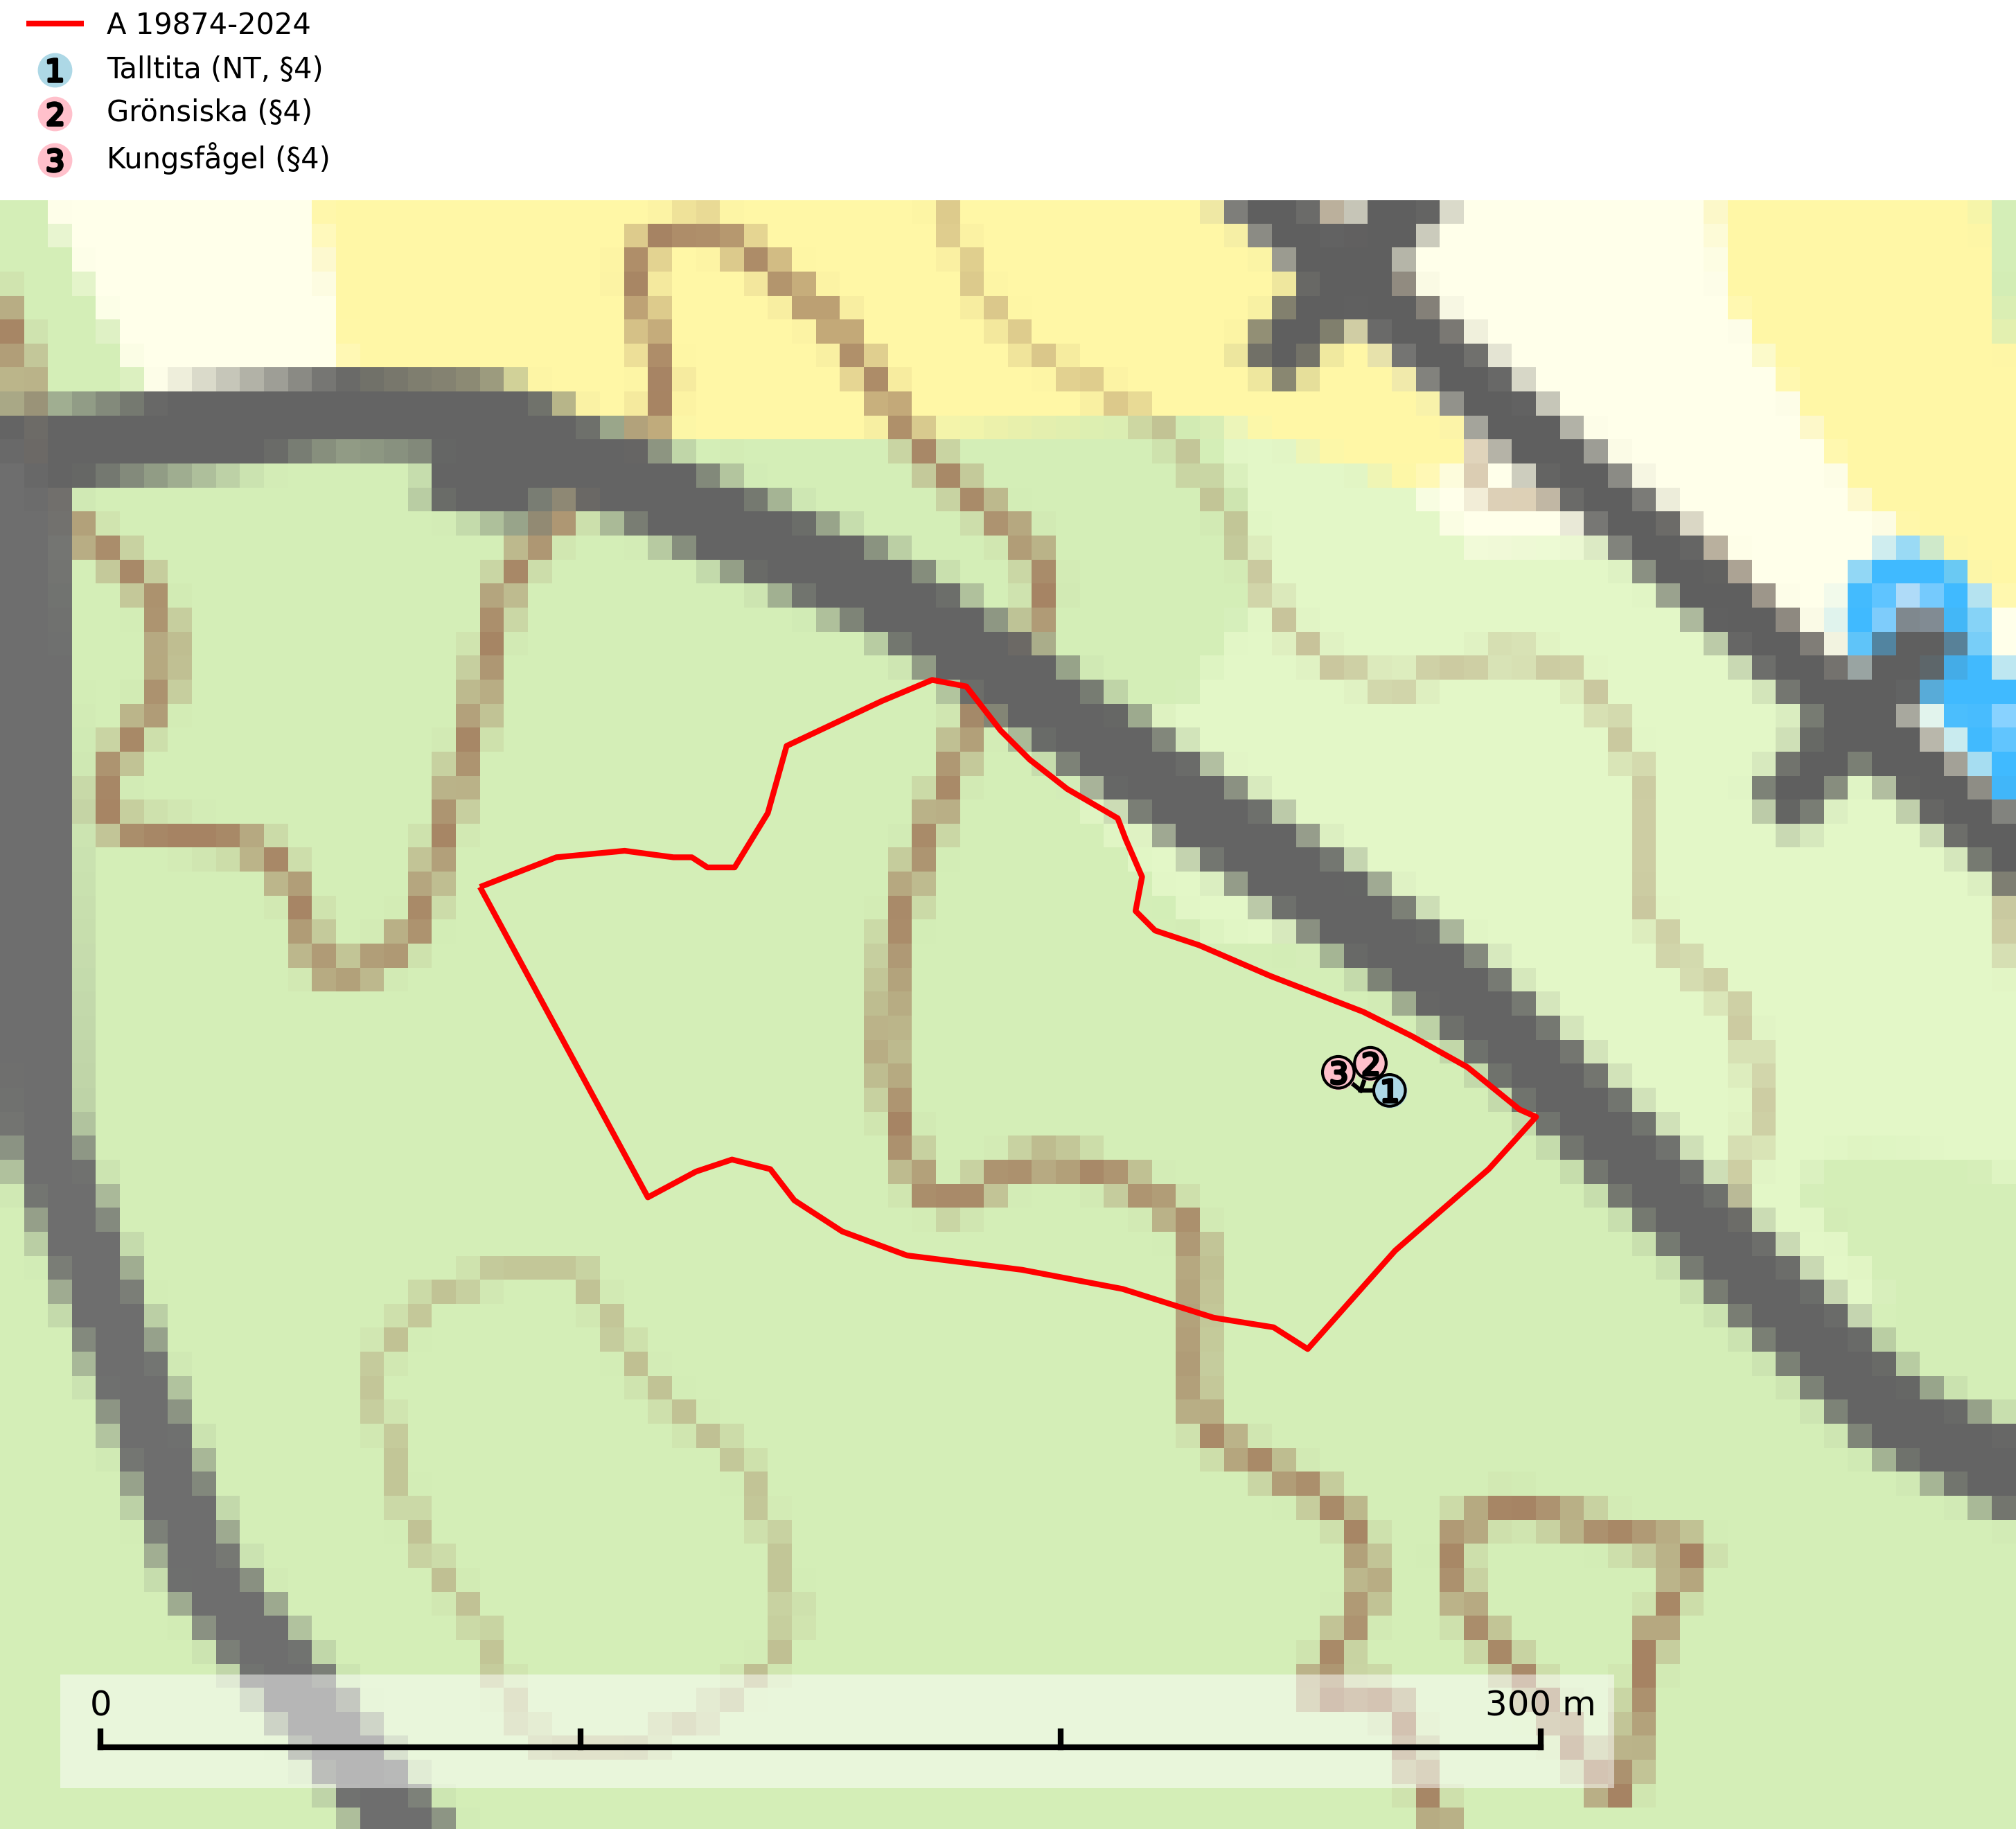 A 19874-2024
1 Talltita (NT, §4)
2 Grönsiska (§4)
3 Kungsfågel (§4)
3 2 1
0 300 m